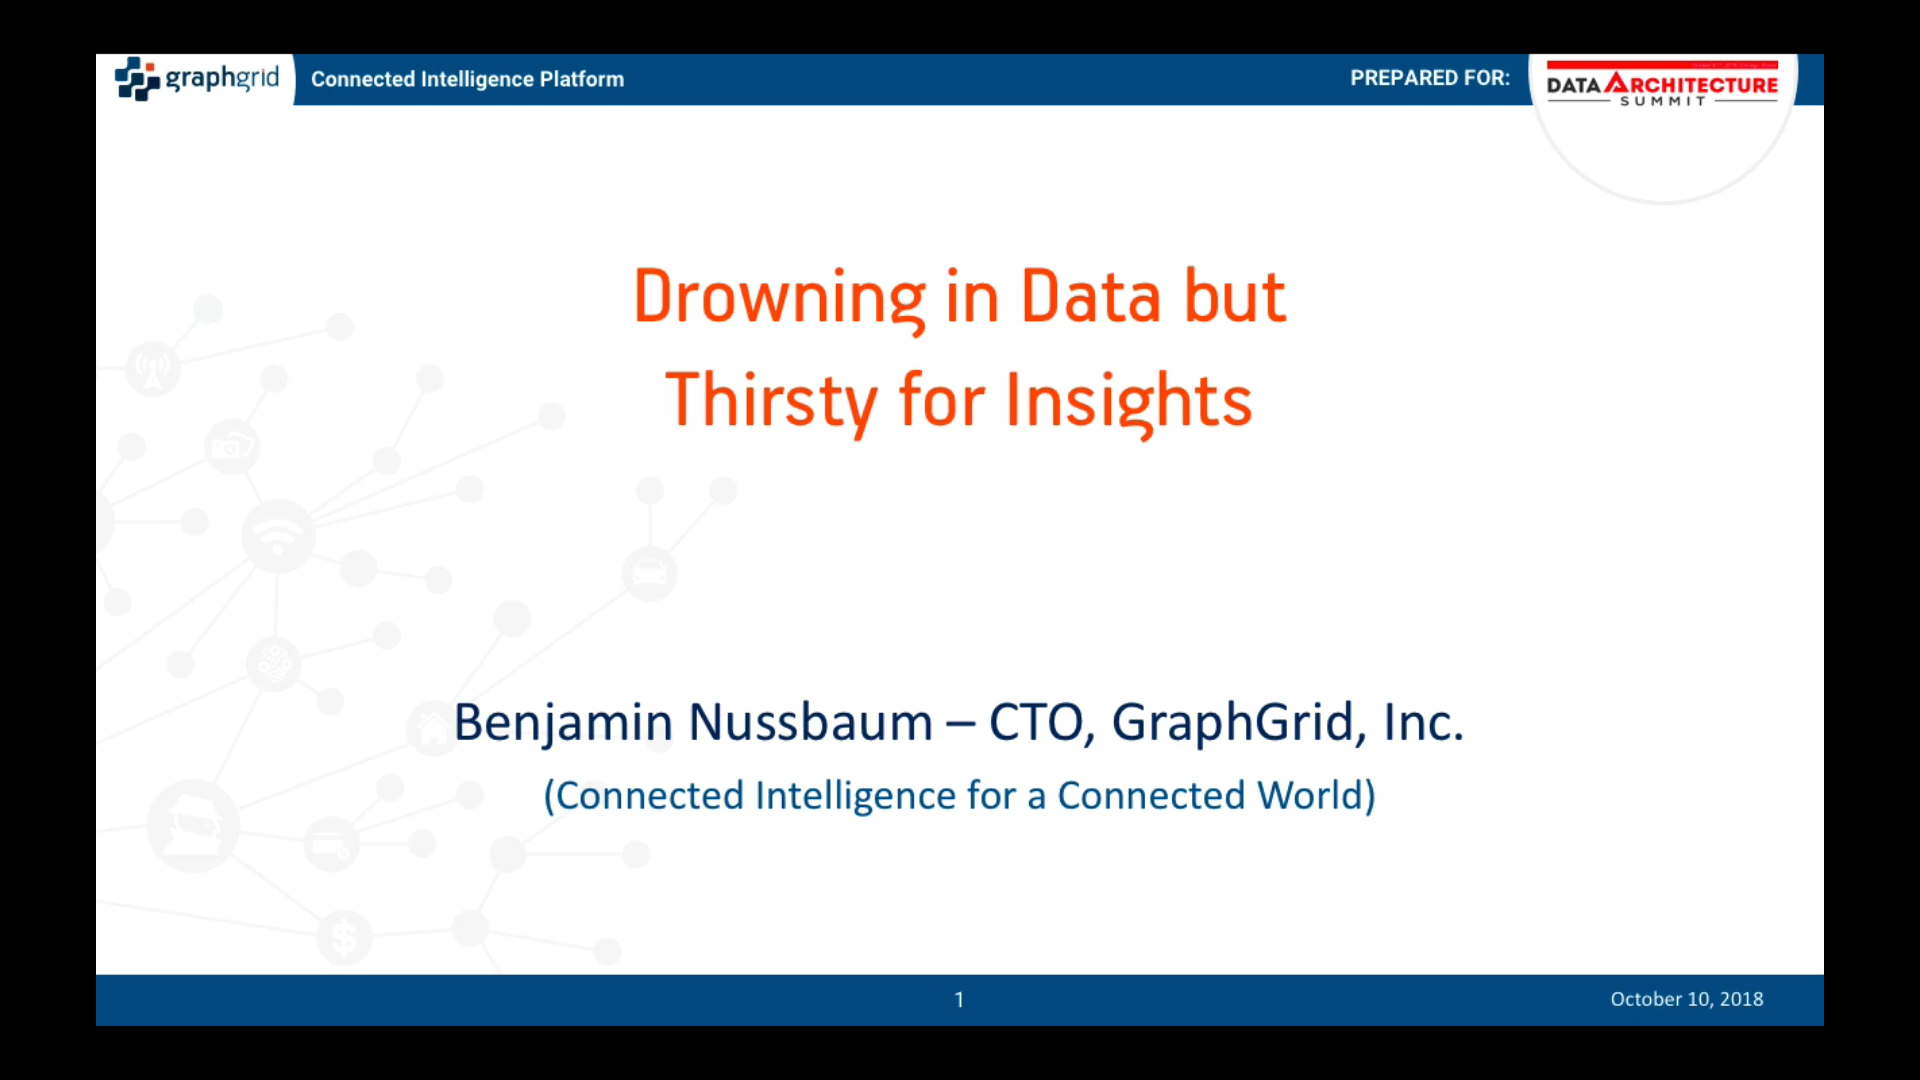 graphgrid
Connected Intelligence Platform
PREPARED FOR:
DATA ARCHITECTURE
SUMMIT
Drowning in Data but
Thirsty for Insights
Benjamin Nussbaum – CTO, GraphGrid, Inc.
(Connected Intelligence for a Connected World)
1
October 10, 2018